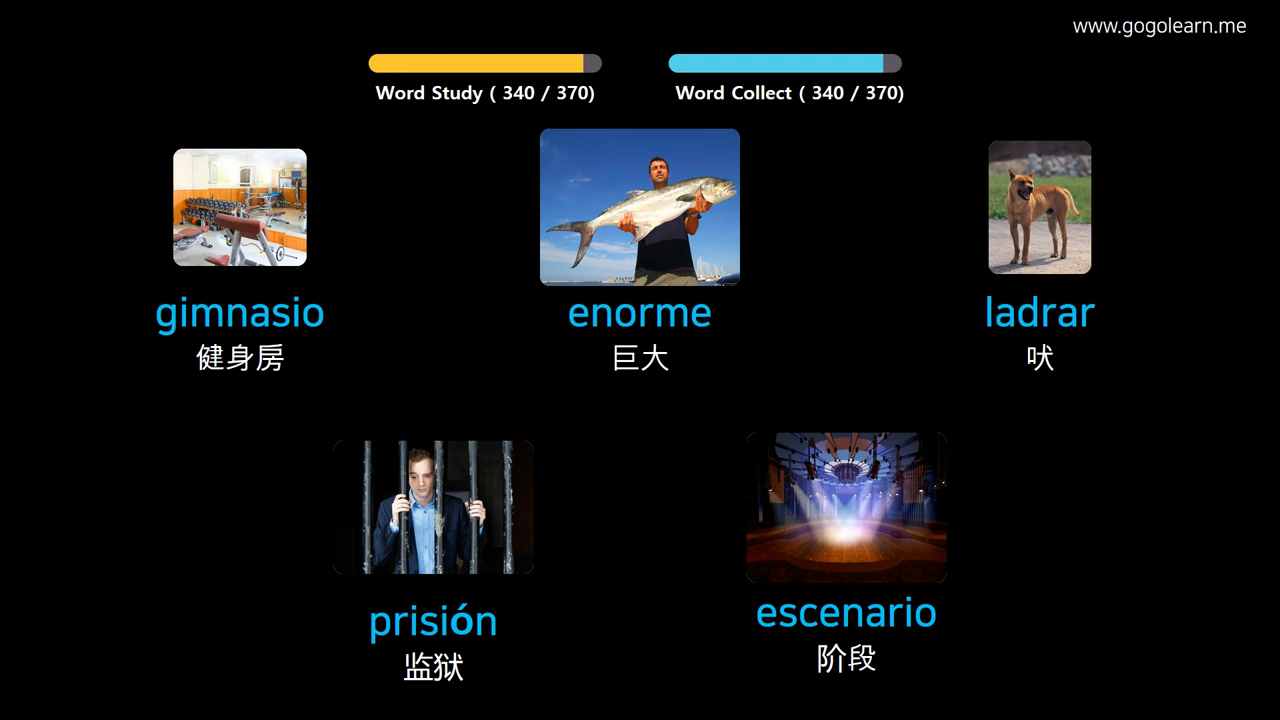 www.gogolearn.me
Word Study ( 340 / 370)
Word Collect ( 340 / 370)
gimnasio
健身房
enorme
巨大
ladrar
吠
prisión
监狱
escenario
阶段